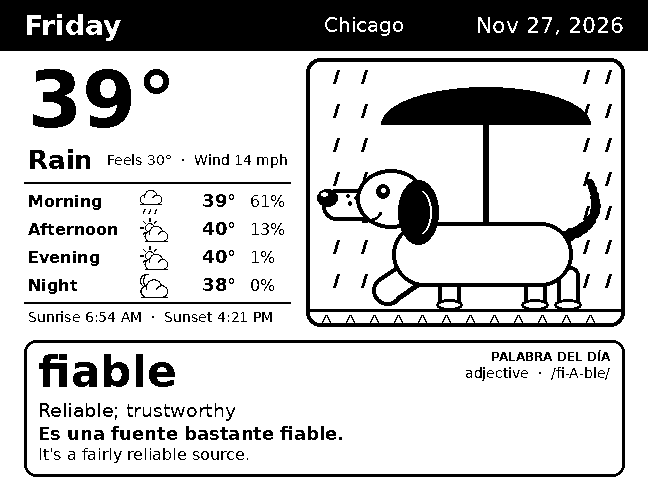 Friday Chicago Nov 27, 2026
39°
Rain Feels 30° · Wind 14 mph
Morning 39° 61%
Afternoon 40° 13%
Evening 40° 1%
Night 38° 0%
Sunrise 6:54 AM · Sunset 4:21 PM
fiable
PALABRA DEL DÍA
adjective · /fi-A-ble/
Reliable; trustworthy
Es una fuente bastante fiable.
It's a fairly reliable source.